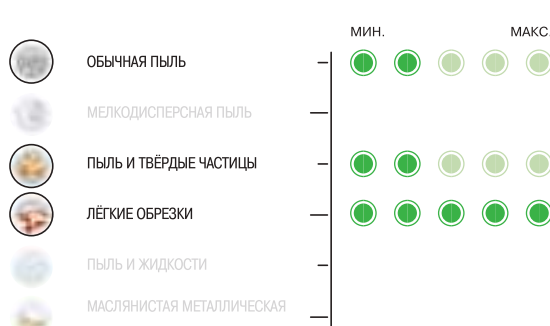 МИН. МАКС.
ОБЫЧНАЯ ПЫЛЬ
МЕЛКОДИСПЕРСНАЯ ПЫЛЬ
ПЫЛЬ И ТВЁРДЫЕ ЧАСТИЦЫ
ЛЁГКИЕ ОБРЕЗКИ
ПЫЛЬ И ЖИДКОСТИ
МАСЛЯНИСТАЯ МЕТАЛЛИЧЕСКАЯ